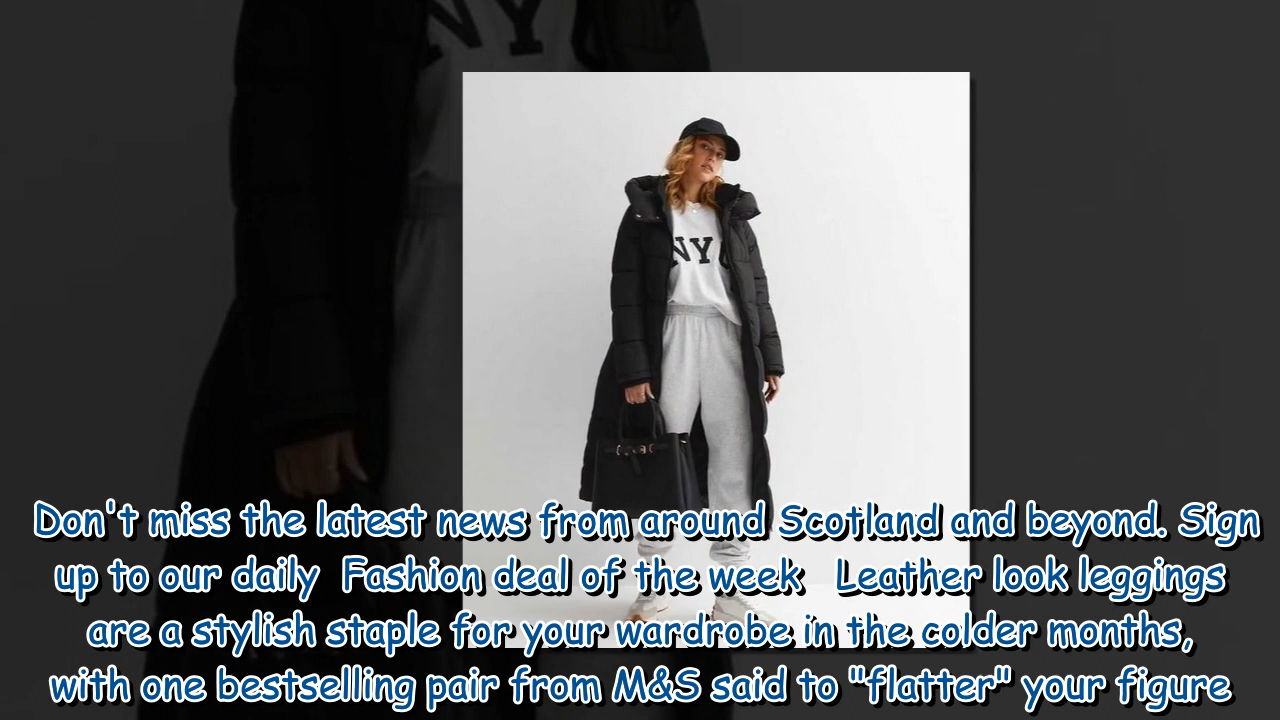 NY
NY
Don't miss the latest news from around Scotland and beyond. Sign
up to our daily  Fashion deal of the week   Leather look leggings
are a stylish staple for your wardrobe in the colder months,
with one bestselling pair from M&S said to "flatter" your figure